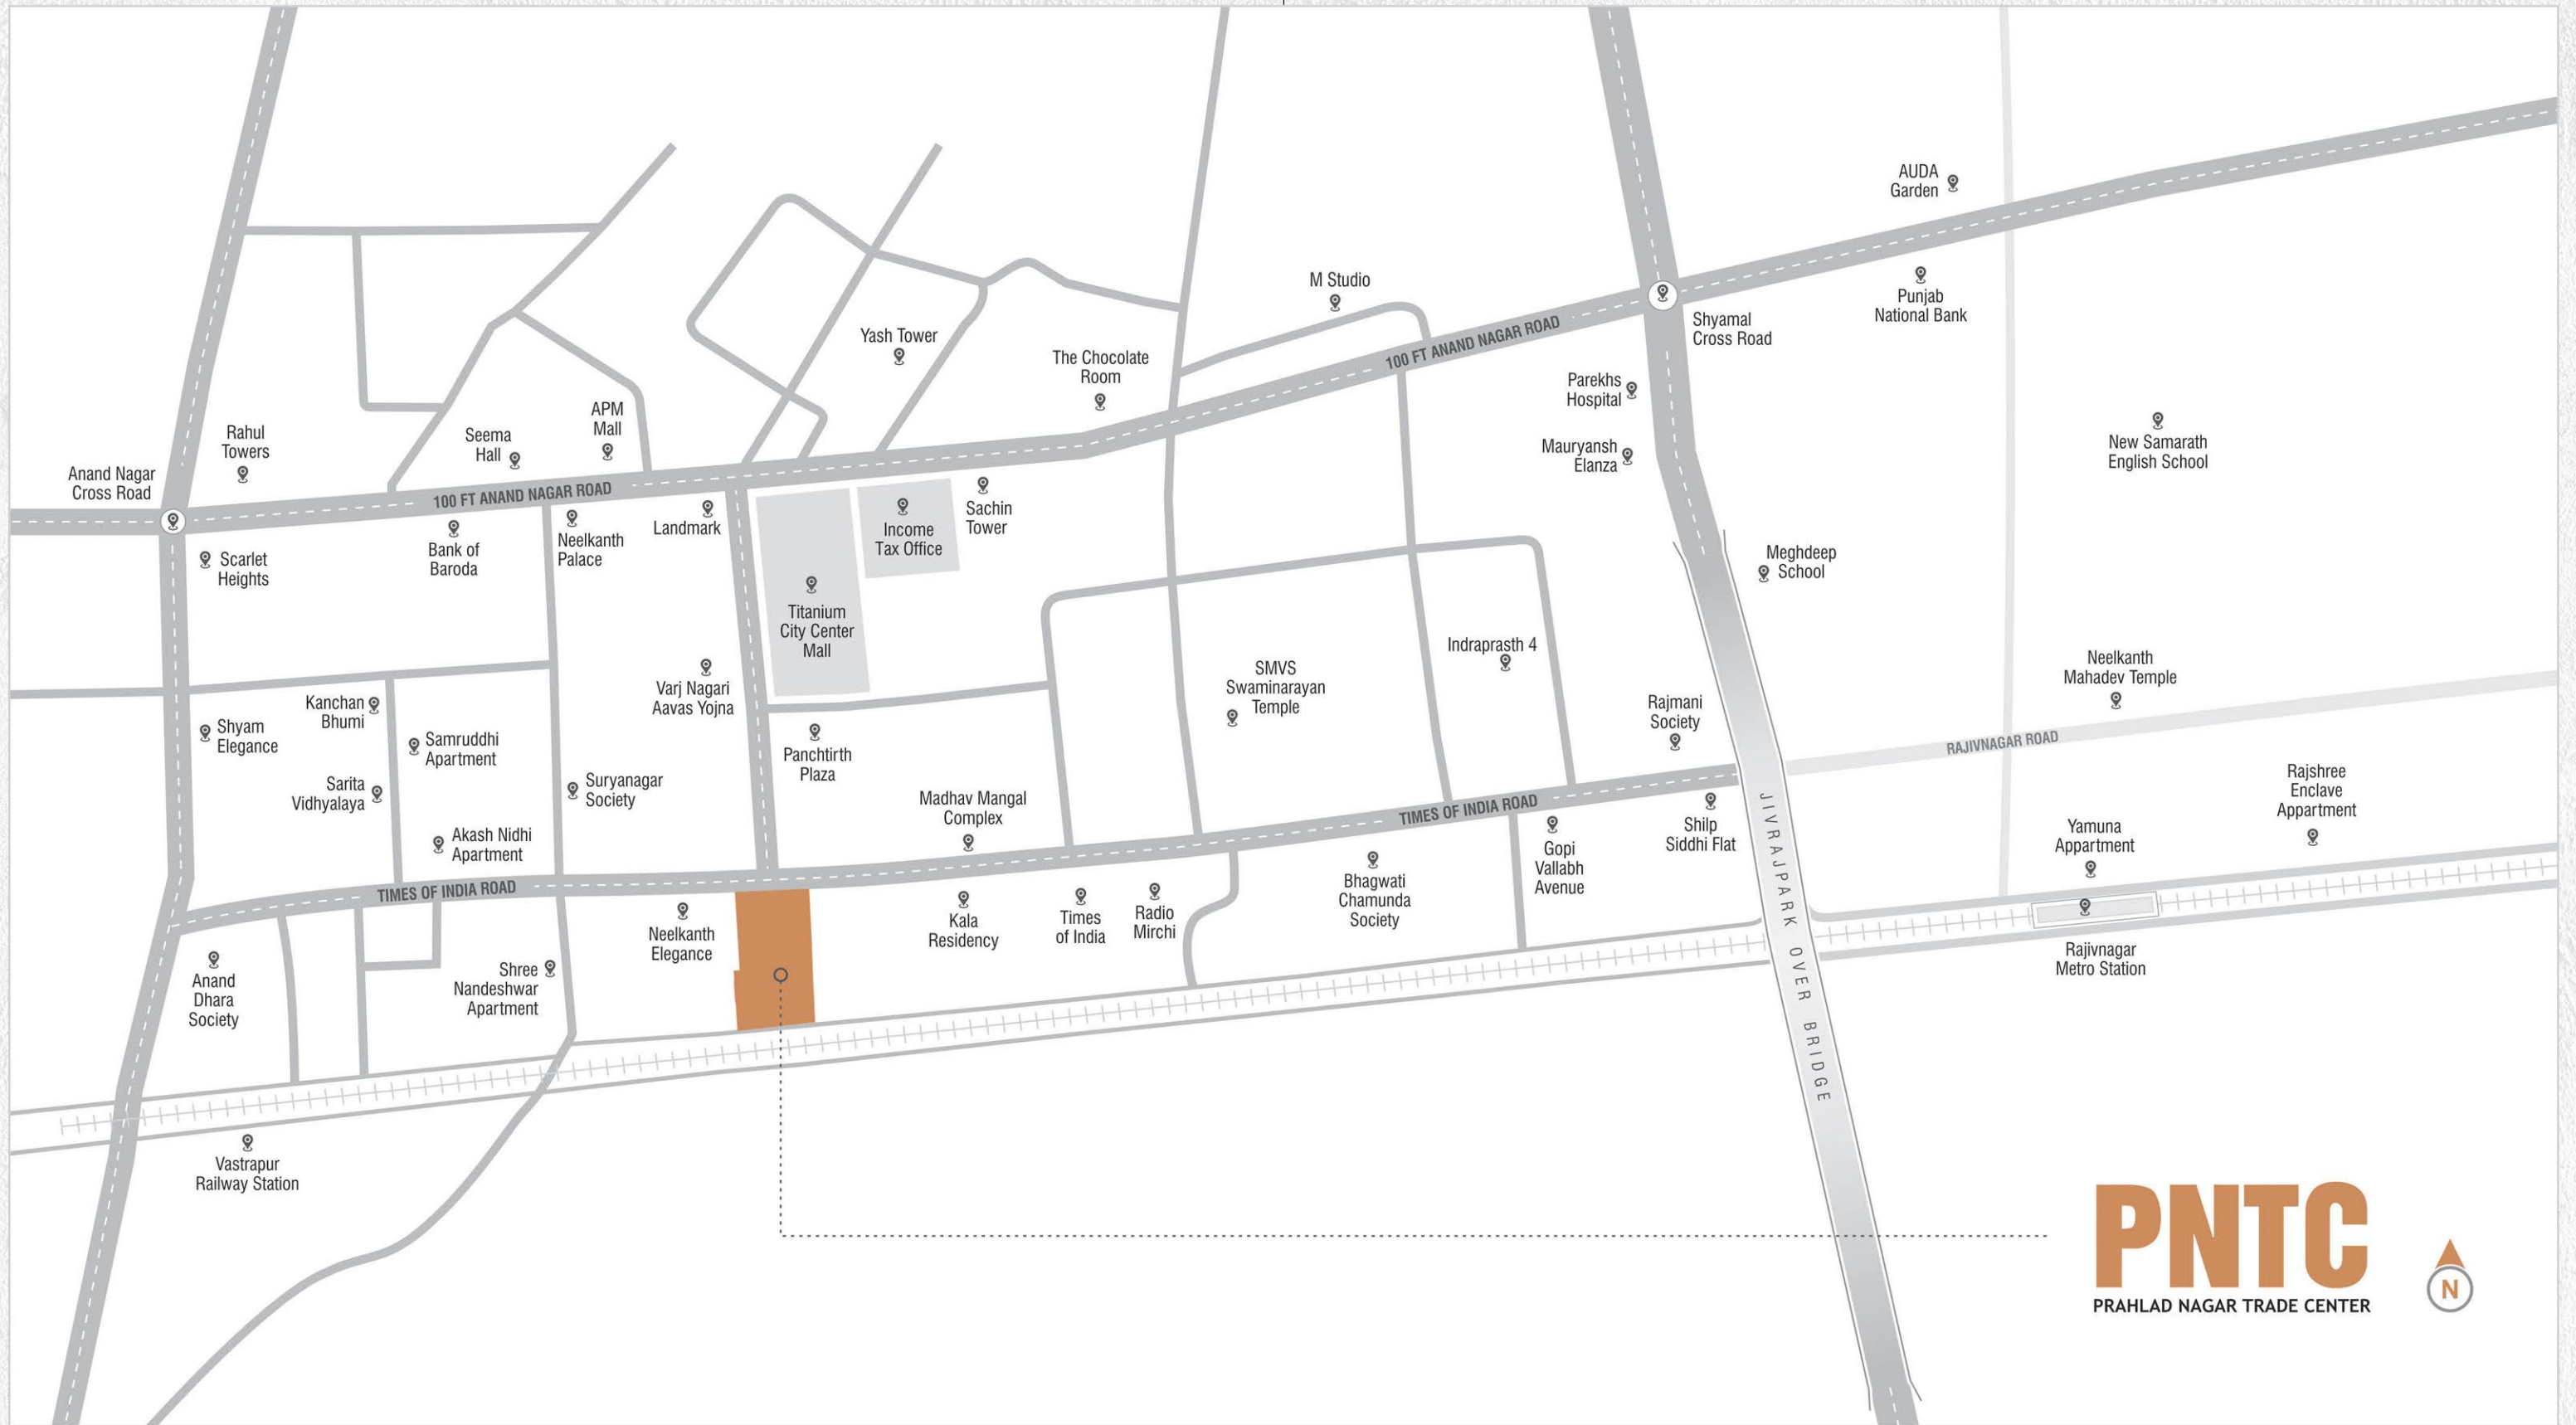 AUDA
Garden
M Studio
Punjab
National Bank
Shyamal
Cross Road
100 FT ANAND NAGAR ROAD
Yash Tower
The Chocolate
Room
Parekhs
Hospital
APM
Mall
Rahul
Towers
Seema
Hall
Mauryansh
Elanza
New Samarath
English School
Anand Nagar
Cross Road
100 FT ANAND NAGAR ROAD
Landmark
Income
Tax Office
Sachin
Tower
Scarlet
Heights
Bank of
Baroda
Neelkanth
Palace
Meghdeep
School
Titanium
City Center
Mall
Indraprasth 4
SMVS
Swaminarayan
Temple
Neelkanth
Mahadev Temple
Varj Nagari
Aavas Yojna
Kanchan
Bhumi
Rajmani
Society
Shyam
Elegance
Samruddhi
Apartment
Panchtirth
Plaza
RAJIVNAGAR ROAD
Sarita
Vidhyalaya
Suryanagar
Society
Madhav Mangal
Complex
TIMES OF INDIA ROAD
Rajshree
Enclave
Appartment
Akash Nidhi
Apartment
Gopi
Vallabh
Avenue
Shilp
Siddhi Flat
JIVRAJPARK OVER BRIDGE
Yamuna
Appartment
TIMES OF INDIA ROAD
Bhagwati
Chamunda
Society
Neelkanth
Elegance
Kala
Residency
Times
of India
Radio
Mirchi
Rajivnagar
Metro Station
Anand
Dhara
Society
Shree
Nandeshwar
Apartment
Vastrapur
Railway Station
PNTC
PRAHLAD NAGAR TRADE CENTER
N